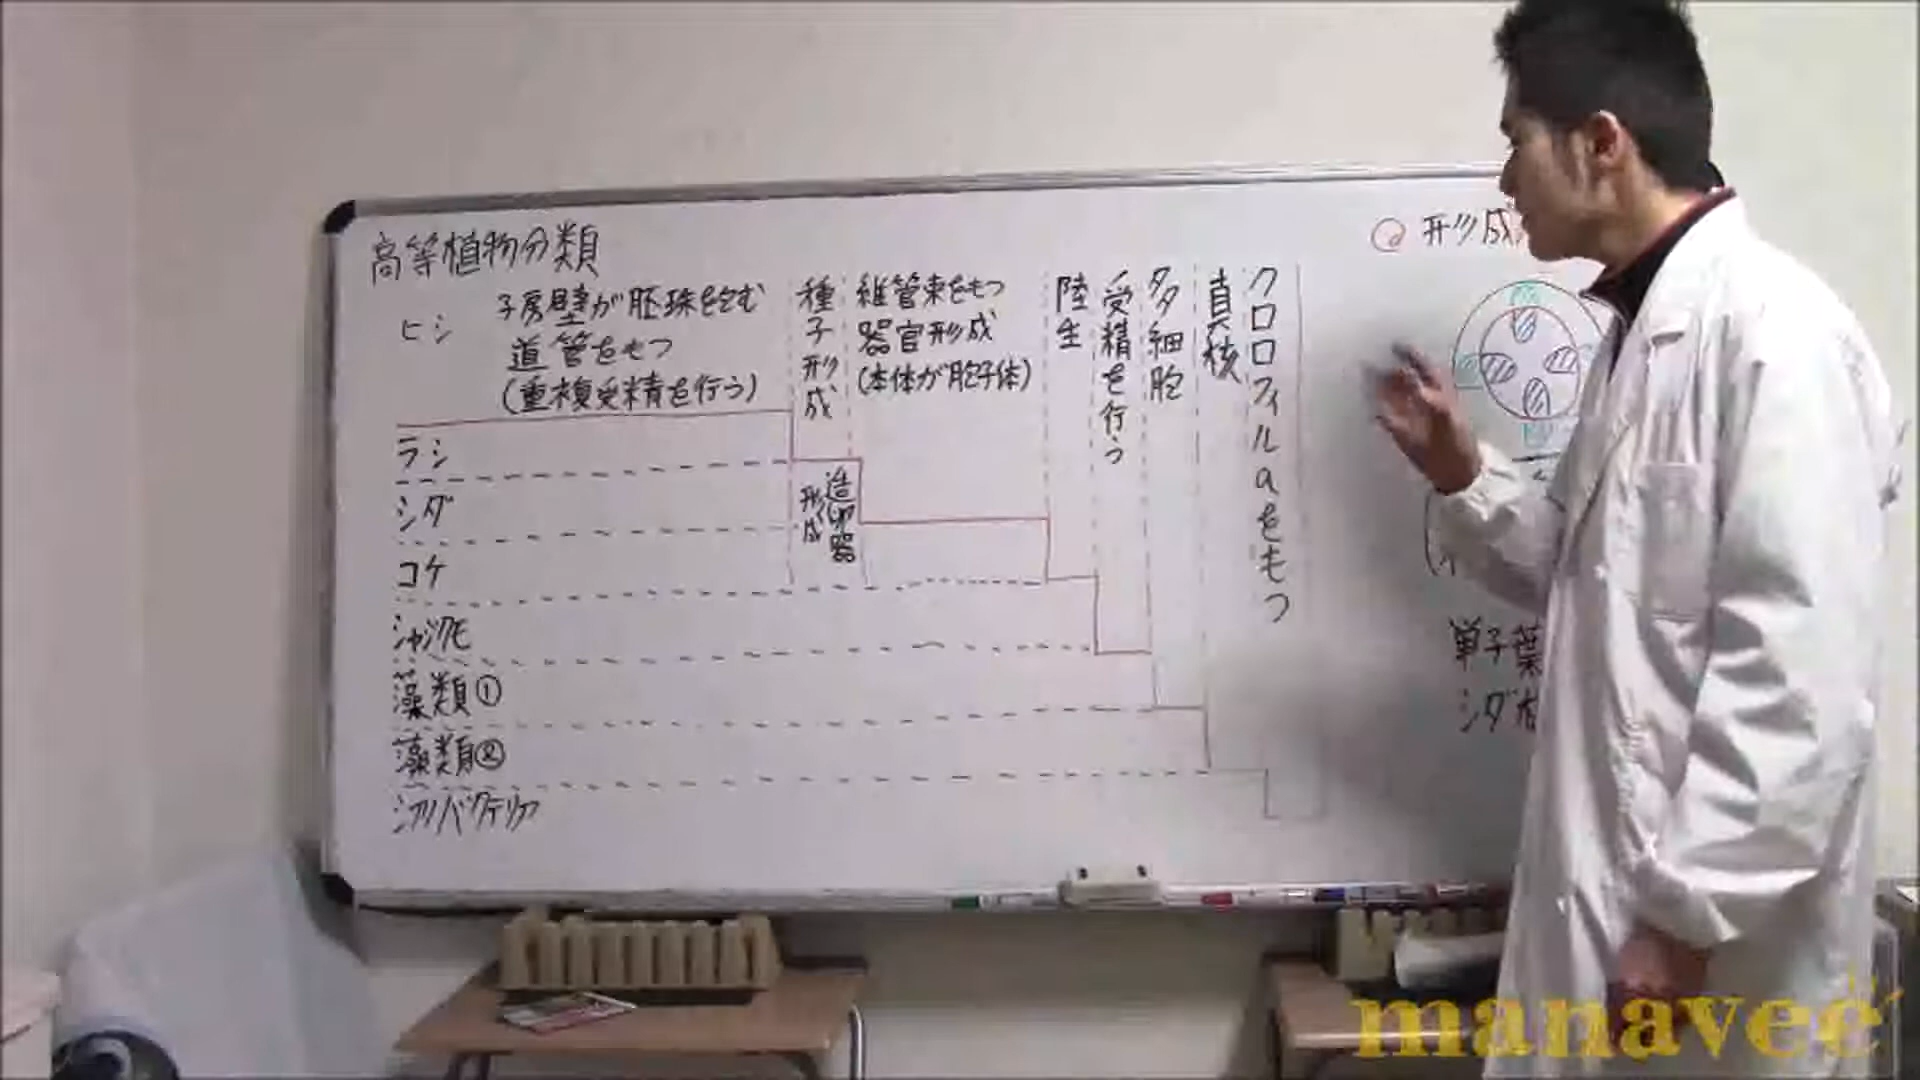 高等植物分類
ヒシ
子房壁が胚珠を包む
道管をもつ
(重複受精を行う)
種子形成
維管束をもつ
器官形成
(本体が胞子体)
陸生
受精を行う
多細胞
真核
クロロフィルaをもつ
ラシ
シダ
コケ
造卵器
形成
シャジクモ
藻類①
藻類②
シアノバクテリア
形成
単子葉
シダ
manavee